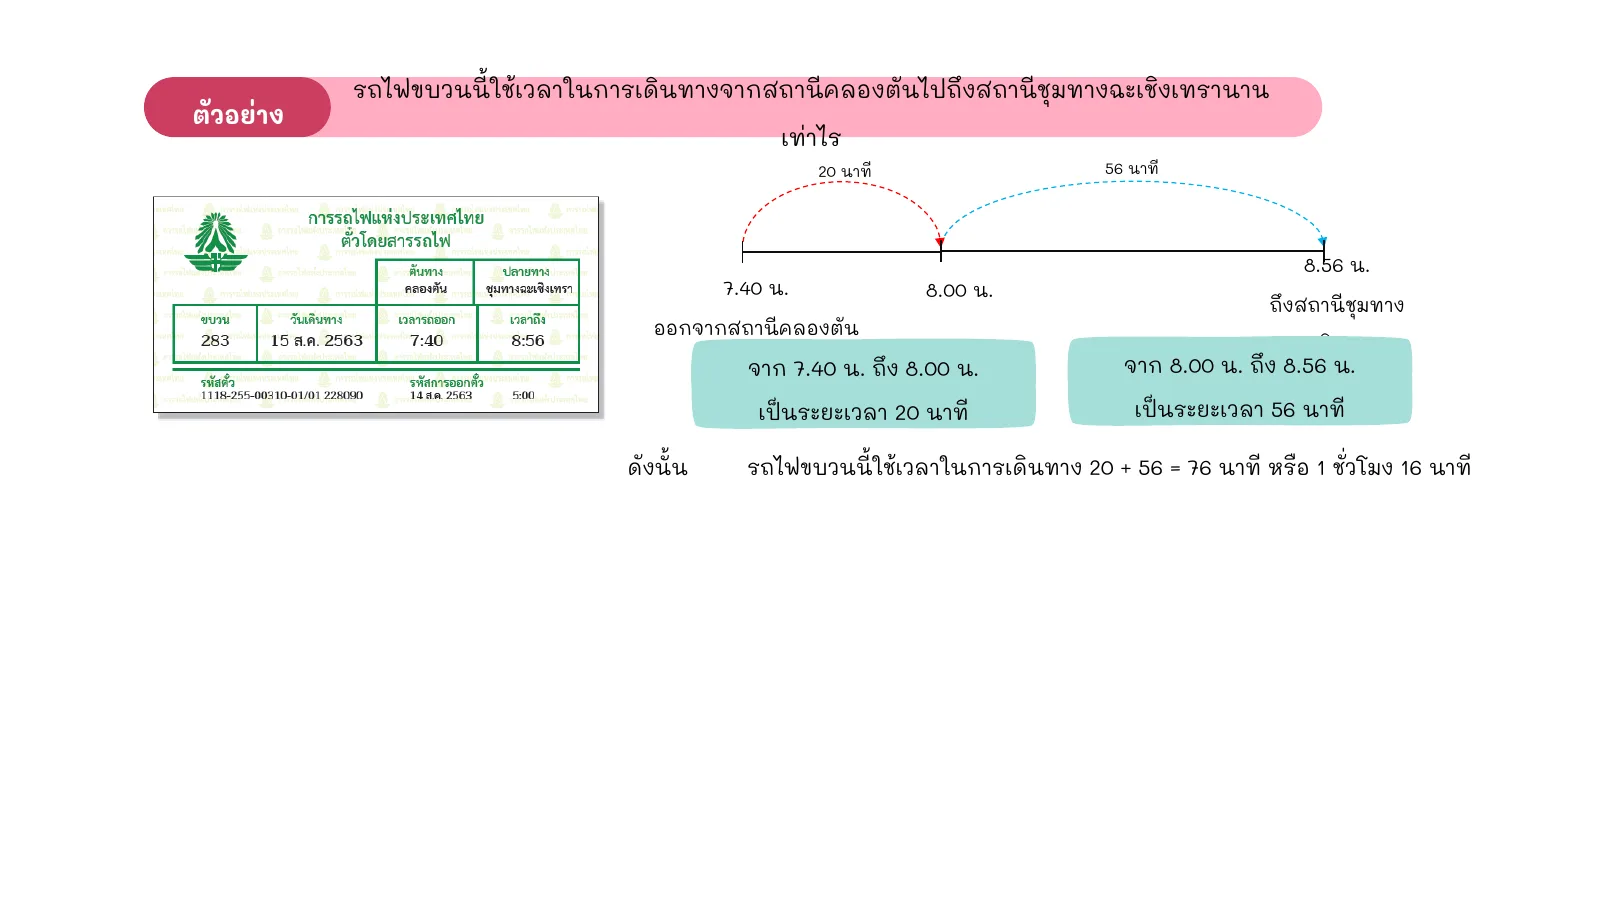 ตัวอย่าง
รถไฟขบวนนี้ใช้เวลาในการเดินทางจากสถานีคลองตันไปถึงสถานีชุมทางฉะเชิงเทรานาน
เท่าไร
การรถไฟแห่งประเทศไทย
ตั๋วโดยสารรถไฟ
ต้นทาง ปลายทาง
คลองตัน ชุมทางฉะเชิงเทรา
ขบวน วันเดินทาง เวลารถออก เวลาถึง
283 15 ส.ค. 2563 7:40 8:56
รหัสตั๋ว รหัสการออกตั๋ว
1118-255-00310-01/01 228090 14 ส.ค. 2563 5:00
20 นาที 56 นาที
7.40 น. 8.00 น. 8.56 น.
ออกจากสถานีคลองตัน ถึงสถานีชุมทาง
จาก 7.40 น. ถึง 8.00 น.
เป็นระยะเวลา 20 นาที
จาก 8.00 น. ถึง 8.56 น.
เป็นระยะเวลา 56 นาที
ดังนั้น รถไฟขบวนนี้ใช้เวลาในการเดินทาง 20 + 56 = 76 นาที หรือ 1 ชั่วโมง 16 นาที